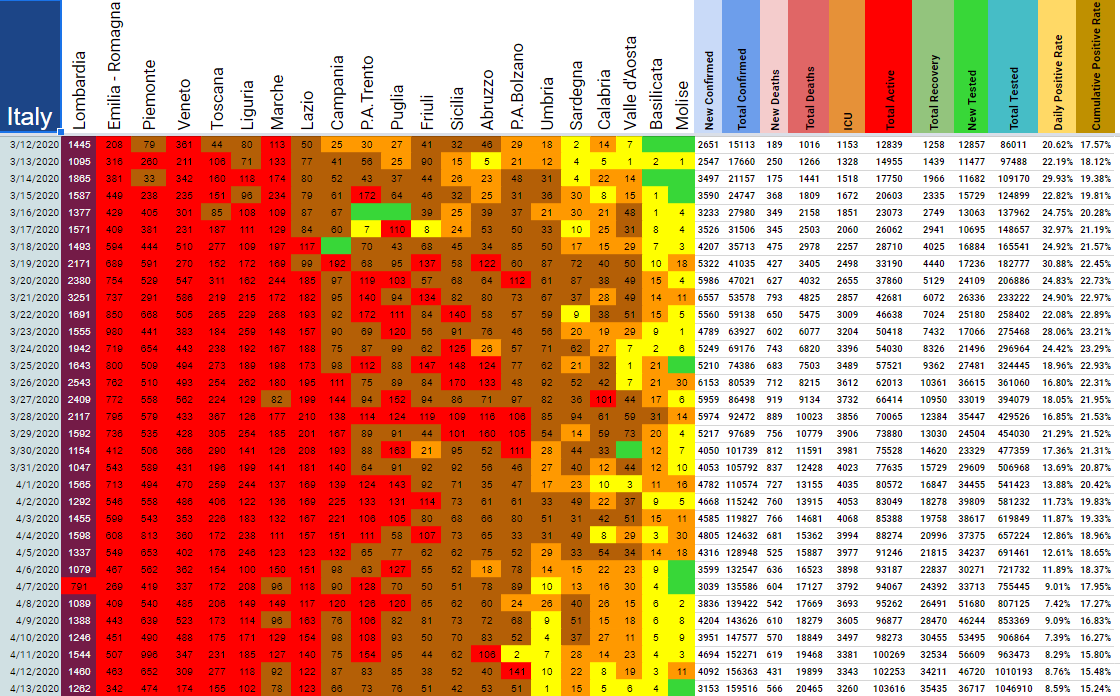 Italy Lombardia Emilia - Romagna Piemonte Veneto Toscana Liguria Marche Lazio Campania P.A.Trento Puglia Friuli Sicilia Abruzzo P.A.Bolzano Umbria Sardegna Calabria Valle d'Aosta Basilicata Molise New Confirmed Total Confirmed New Deaths Total Deaths ICU Total Active Total Recovery New Tested Total Tested Daily Positive Rate Cumulative Positive Rate
3/12/2020 1445 208 79 361 44 80 113 50 25 30 27 41 32 46 29 18 2 14 7 2651 15113 189 1016 1153 12839 1258 12857 86011 20.62% 17.57%
3/13/2020 1095 316 260 211 106 71 133 77 41 56 25 90 15 5 21 12 4 5 1 2 1 2547 17660 250 1266 1328 14955 1439 11477 97488 22.19% 18.12%
3/14/2020 1865 381 33 342 160 118 174 80 52 43 37 44 26 23 48 31 4 22 14 3497 21157 175 1441 1518 17750 1966 11682 109170 29.93% 19.38%
3/15/2020 1587 449 238 235 151 96 234 79 61 172 64 46 32 25 31 36 30 8 15 1 3590 24747 368 1809 1672 20603 2335 15729 124899 22.82% 19.81%
3/16/2020 1377 429 405 301 85 108 109 87 67 39 25 39 37 21 30 21 48 1 4 3233 27980 349 2158 1851 23073 2749 13063 137962 24.75% 20.28%
3/17/2020 1571 409 381 231 187 111 129 84 60 7 110 8 24 53 50 33 10 25 31 8 4 3526 31506 345 2503 2060 26062 2941 10695 148657 32.97% 21.19%
3/18/2020 1493 594 444 510 277 109 197 117 70 43 68 45 34 85 50 17 15 29 7 3 4207 35713 475 2978 2257 28710 4025 16884 165541 24.92% 21.57%
3/19/2020 2171 689 591 270 152 172 169 99 192 68 95 137 58 122 60 87 72 40 50 10 18 5322 41035 427 3405 2498 33190 4440 17236 182777 30.88% 22.45%
3/20/2020 2380 754 529 547 311 162 244 185 97 119 103 57 68 64 112 61 87 38 49 15 4 5986 47021 627 4032 2655 37860 5129 24109 206886 24.83% 22.73%
3/21/2020 3251 737 291 586 219 215 172 182 95 140 94 134 82 80 73 67 37 28 49 14 11 6557 53578 793 4825 2857 42681 6072 26336 233222 24.90% 22.97%
3/22/2020 1691 850 668 505 265 229 268 193 92 172 111 84 140 58 57 59 9 38 51 15 5 5560 59138 650 5475 3009 46638 7024 25180 258402 22.08% 22.89%
3/23/2020 1555 980 441 383 184 259 148 157 90 69 120 56 91 76 46 56 20 19 29 9 1 4789 63927 602 6077 3204 50418 7432 17066 275468 28.06% 23.21%
3/24/2020 1942 719 654 443 238 192 167 188 75 87 99 62 125 26 57 71 62 27 7 2 6 5249 69176 743 6820 3396 54030 8326 21496 296964 24.42% 23.29%
3/25/2020 1643 800 509 494 273 189 198 173 98 112 88 147 148 124 77 62 21 32 1 21 5210 74386 683 7503 3489 57521 9362 27481 324445 18.96% 22.93%
3/26/2020 2543 762 510 493 254 262 180 195 111 75 89 84 170 133 48 92 52 42 7 21 30 6153 80539 712 8215 3612 62013 10361 36615 361060 16.80% 22.31%
3/27/2020 2409 772 558 562 224 129 82 199 144 94 152 94 86 71 97 82 36 101 44 17 6 5959 86498 919 9134 3732 66414 10950 33019 394079 18.05% 21.95%
3/28/2020 2117 795 579 433 367 126 177 210 138 114 124 119 109 116 106 85 94 61 59 31 14 5974 92472 889 10023 3856 70065 12384 35447 429526 16.85% 21.53%
3/29/2020 1592 736 535 428 305 254 185 201 167 89 91 44 101 160 105 54 14 59 73 20 4 5217 97689 756 10779 3906 73880 13030 24504 454030 21.29% 21.52%
3/30/2020 1154 412 506 366 290 141 126 208 193 88 163 21 95 52 111 28 44 33 12 7 4050 101739 812 11591 3981 75528 14620 23329 477359 17.36% 21.31%
3/31/2020 1047 543 589 431 196 199 141 181 140 64 91 92 92 56 46 27 40 12 44 12 10 4053 105792 837 12428 4023 77635 15729 29609 506968 13.69% 20.87%
4/1/2020 1565 713 494 470 259 244 137 169 139 124 143 92 71 35 47 17 23 10 3 11 16 4782 110574 727 13155 4035 80572 16847 34455 541423 13.88% 20.42%
4/2/2020 1292 546 553 486 406 122 136 169 225 133 131 114 73 61 61 33 49 22 37 9 5 4668 115242 760 13915 4053 83049 18278 39809 581232 11.73% 19.83%
4/3/2020 1455 599 543 353 226 183 132 167 221 106 105 80 68 66 80 51 31 42 51 15 11 4585 119827 766 14681 4068 85388 19758 38617 619849 11.87% 19.33%
4/4/2020 1598 608 813 360 172 238 111 157 151 111 58 107 73 65 33 31 49 8 29 3 30 4805 124632 681 15362 3994 88274 20996 37375 657224 12.86% 18.96%
4/5/2020 1337 549 653 402 176 246 123 123 132 65 77 62 62 75 52 29 33 54 34 14 18 4316 128948 525 15887 3977 91246 21815 34237 691461 12.61% 18.65%
4/6/2020 1079 467 562 362 154 100 150 151 98 63 127 55 52 18 78 14 15 22 23 9 3599 132547 636 16523 3898 93187 22837 30271 721732 11.89% 18.37%
4/7/2020 791 269 419 337 172 208 96 118 90 128 70 50 51 78 89 10 13 16 30 4 3039 135586 604 17127 3792 94067 24392 33713 755445 9.01% 17.95%
4/8/2020 1089 409 540 485 206 149 149 117 120 126 120 65 62 60 24 26 40 26 15 6 2 3836 139422 542 17669 3693 95262 26491 51680 807125 7.42% 17.27%
4/9/2020 1388 443 639 523 173 114 96 163 76 106 82 81 73 72 68 9 51 15 18 6 8 4204 143626 610 18279 3605 96877 28470 46244 853369 9.09% 16.83%
4/10/2020 1246 451 490 488 175 171 129 154 98 108 93 50 70 83 52 4 37 27 11 5 9 3951 147577 570 18849 3497 98273 30455 53495 906864 7.39% 16.27%
4/11/2020 1544 507 996 347 231 185 127 140 75 154 95 44 62 106 2 7 28 14 23 4 3 4694 152271 619 19468 3381 100269 32534 56609 963473 8.29% 15.80%
4/12/2020 1460 463 652 309 277 118 92 122 87 83 85 38 52 40 141 10 22 8 19 3 11 4092 156363 431 19899 3343 102253 34211 46720 1010193 8.76% 15.48%
4/13/2020 1262 342 474 174 155 102 78 123 66 73 76 51 42 53 51 1 15 5 6 4 3153 159516 566 20465 3260 103616 35435 36717 1046910 8.59% 15.24%